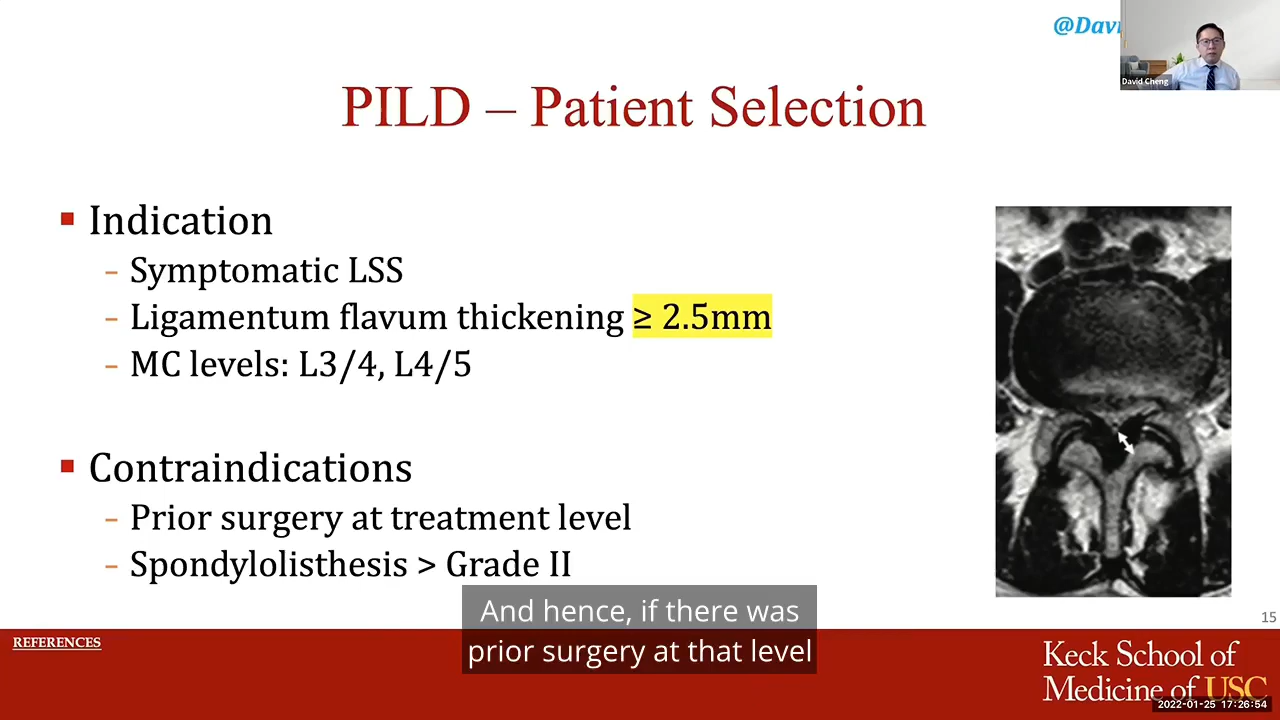 @Davi
David Cheng
PILD – Patient Selection
Indication
– Symptomatic LSS
– Ligamentum flavum thickening ≥ 2.5mm
– MC levels: L3/4, L4/5
Contraindications
– Prior surgery at treatment level
– Spondylolisthesis > Grade II
And hence, if there was
prior surgery at that level
15
REFERENCES
Keck School of
Medicine of USC
2022-01-25 17:26:54